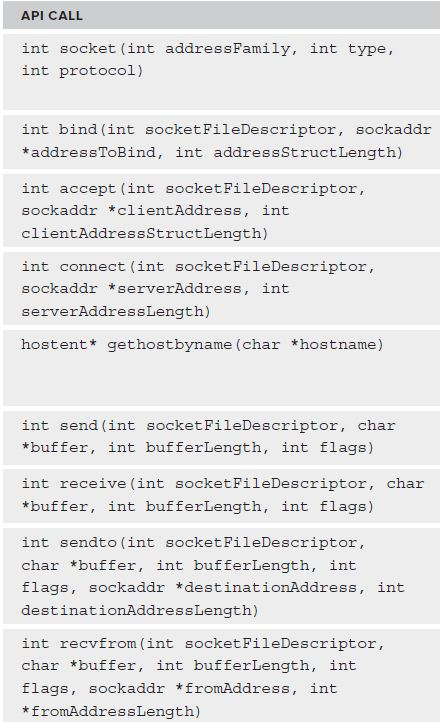 API CALL
int socket(int addressFamily, int type,
int protocol)
int bind(int socketFileDescriptor, sockaddr
*addressToBind, int addressStructLength)
int accept(int socketFileDescriptor,
sockaddr *clientAddress, int
clientAddressStructLength)
int connect(int socketFileDescriptor,
sockaddr *serverAddress, int
serverAddressLength)
hostent* gethostbyname(char *hostname)
int send(int socketFileDescriptor, char
*buffer, int bufferLength, int flags)
int receive(int socketFileDescriptor, char
*buffer, int bufferLength, int flags)
int sendto(int socketFileDescriptor,
char *buffer, int bufferLength, int
flags, sockaddr *destinationAddress, int
destinationAddressLength)
int recvfrom(int socketFileDescriptor,
char *buffer, int bufferLength, int
flags, sockaddr *fromAddress, int
*fromAddressLength)